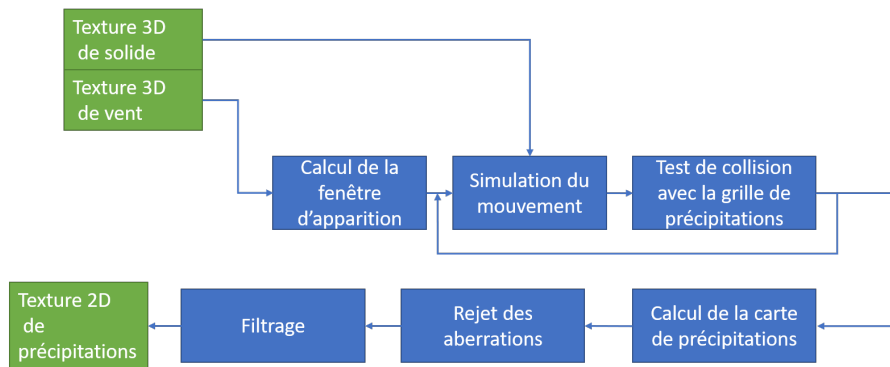 Texture 3D
de solide
Texture 3D
de vent
Calcul de la
fenêtre
d'apparition
Simulation du
mouvement
Test de collision
avec la grille de
précipitations
Texture 2D
de
précipitations
Filtrage
Rejet des
aberrations
Calcul de la carte
de précipitations